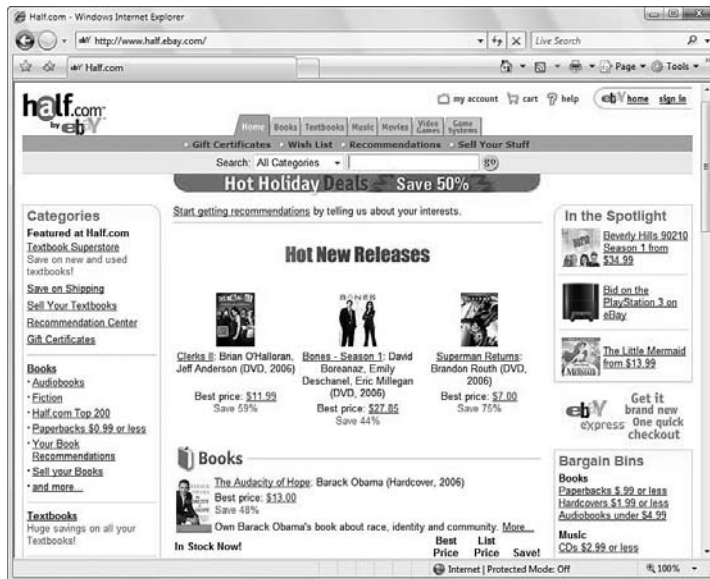 Half.com - Windows Internet Explorer
http://www.half.ebay.com/
Live Search
Half.com
Page
Tools
half.com
by ebY
my account
cart
help
ebY home
sign in
Home
Books
Textbooks
Music
Movies
Video Games
Game Systems
Gift Certificates
Wish List
Recommendations
Sell Your Stuff
Search: All Categories
go
Hot Holiday Deals
Save 50%
Categories
Featured at Half.com
Textbook Superstore
Save on new and used
textbooks!
Save on Shipping
Sell Your Textbooks
Recommendation Center
Gift Certificates
Books
Audiobooks
Fiction
Half.com Top 200
Paperbacks $0.99 or less
Your Book
Recommendations
Sell your Books
and more...
Textbooks
Huge savings on all your
Textbooks!
Start getting recommendations by telling us about your interests.
Hot New Releases
BONES
Clerks II: Brian O'Halloran,
Jeff Anderson (DVD, 2006)
Best price: $11.99
Save 59%
Bones - Season 1: David
Boreanaz, Emily
Deschanel, Eric Millegan
(DVD, 2006)
Best price: $27.85
Save 44%
Superman Returns:
Brandon Routh (DVD,
2006)
Best price: $7.00
Save 75%
Books
The Audacity of Hope: Barack Obama (Hardcover, 2006)
Best price: $13.00
Save 48%
Own Barack Obama's book about race, identity and community. More...
In Stock Now!
Best
Price
List
Price
Save!
In the Spotlight
Beverly Hills 90210
Season 1 from
$34.99
Bid on the
PlayStation 3 on
eBay
The Little Mermaid
from $13.99
ebY
express
Get it
brand new
One quick
checkout
Bargain Bins
Books
Paperbacks $.99 or less
Hardcovers $1.99 or less
Audiobooks under $4.99
Music
CDs $2.99 or less
Internet | Protected Mode: Off
100%